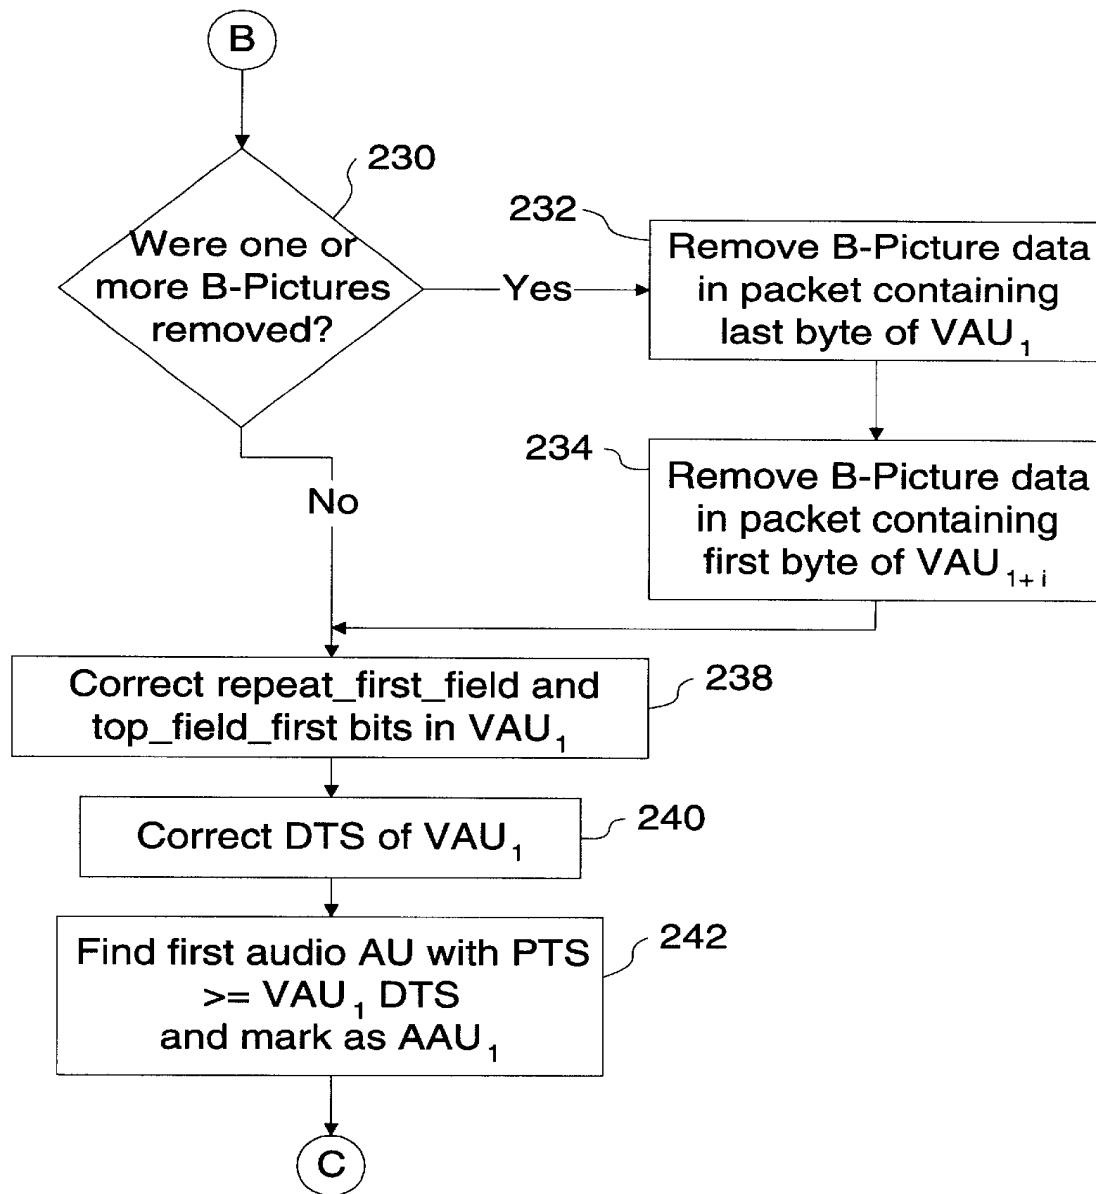 B
230
Were one or
more B-Pictures
removed?
Yes
232
Remove B-Picture data
in packet containing
last byte of VAU₁
234
Remove B-Picture data
in packet containing
first byte of VAU₁₊ᵢ
No
Correct repeat_first_field and
top_field_first bits in VAU₁
238
Correct DTS of VAU₁
240
Find first audio AU with PTS
>= VAU₁ DTS
and mark as AAU₁
242
C